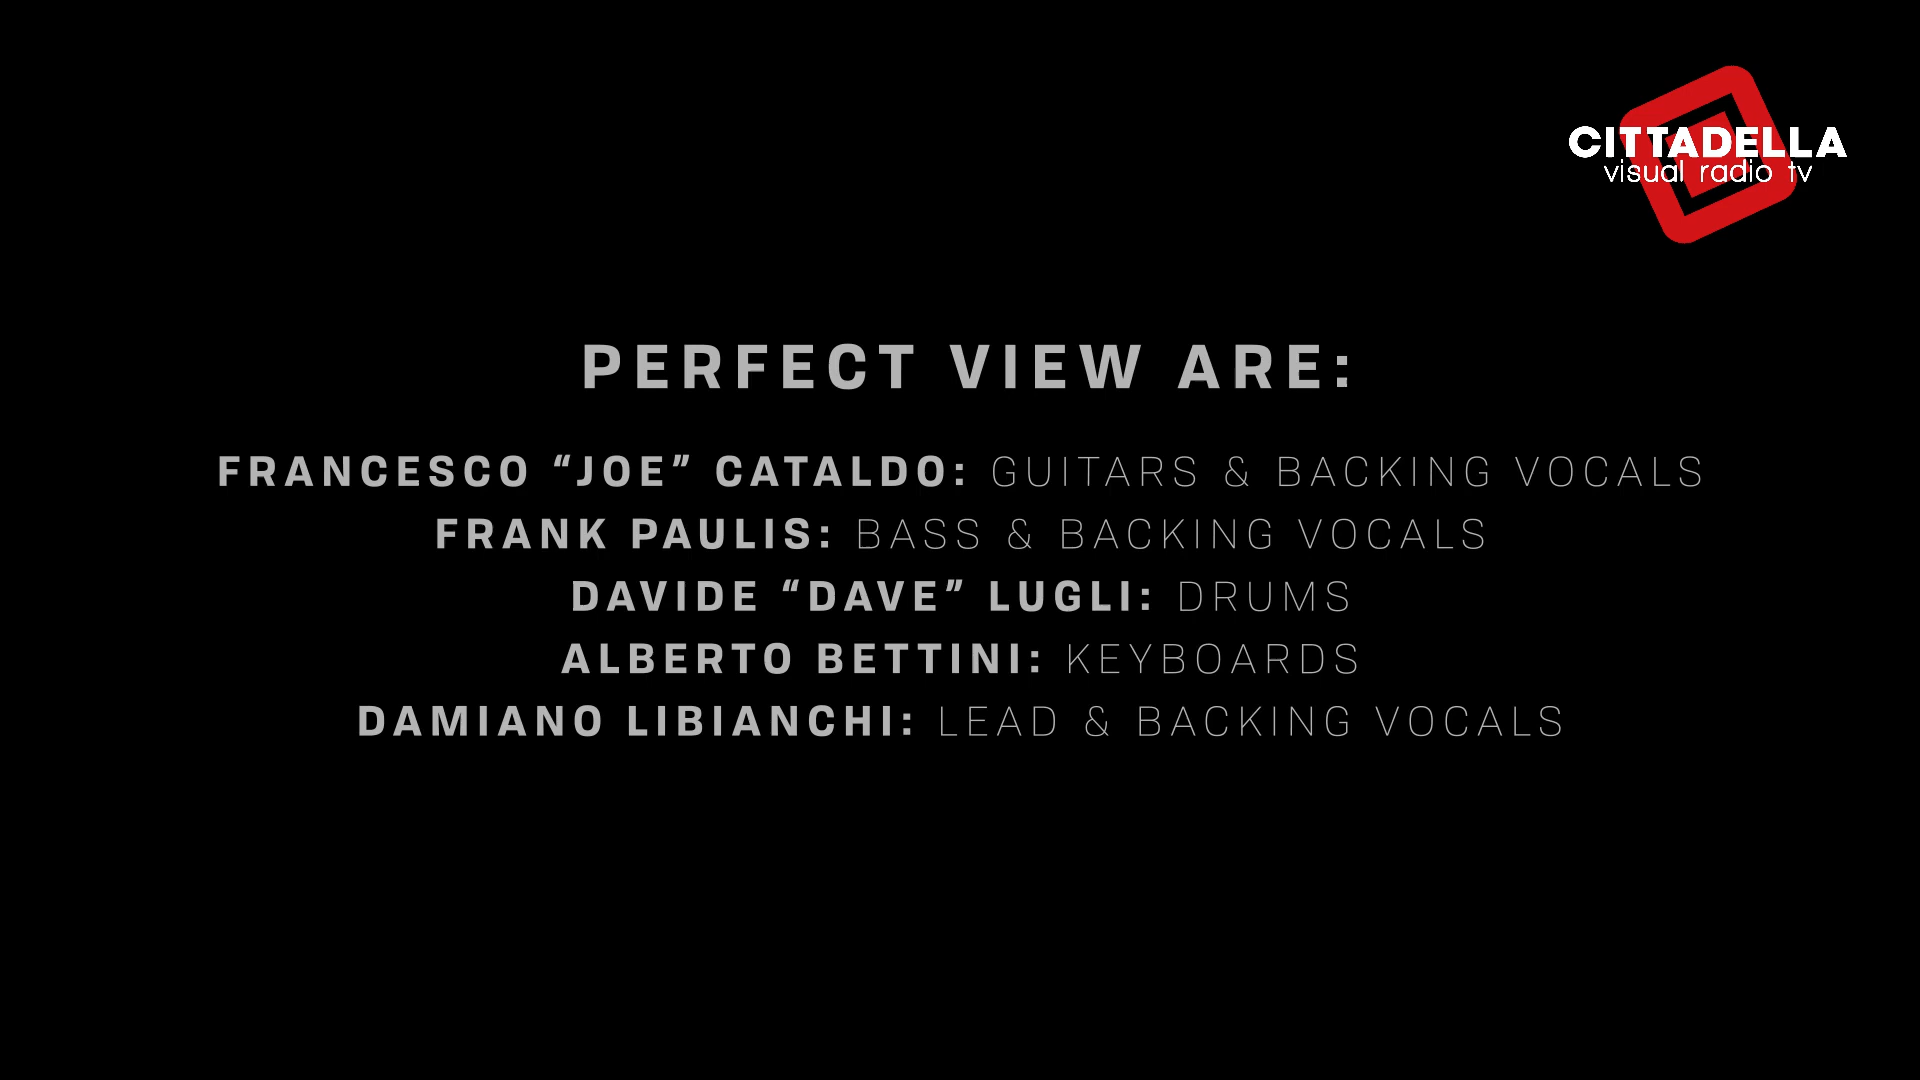 CITTADELLA
visual radio tv
PERFECT VIEW ARE:
FRANCESCO “JOE” CATALDO: GUITARS & BACKING VOCALS
FRANK PAULIS: BASS & BACKING VOCALS
DAVIDE “DAVE” LUGLI: DRUMS
ALBERTO BETTINI: KEYBOARDS
DAMIANO LIBIANCHI: LEAD & BACKING VOCALS